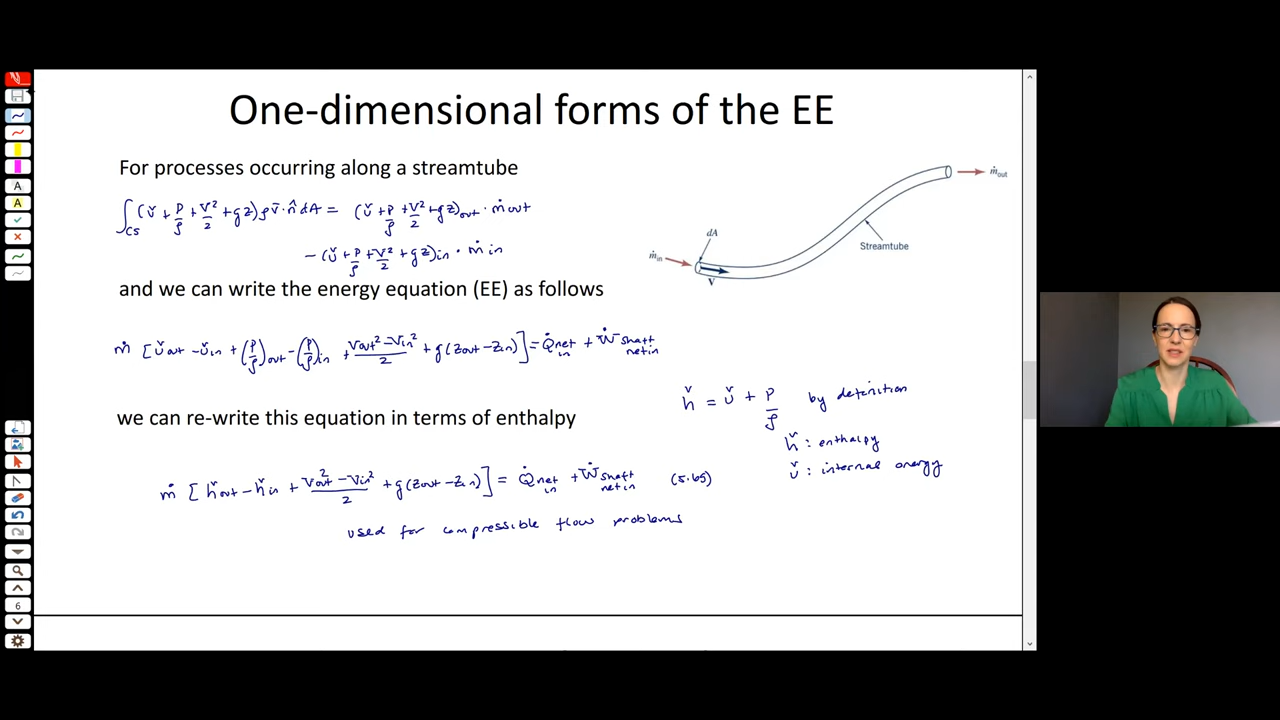 One-dimensional forms of the EE
For processes occurring along a streamtube
∫cs (ǔ + p/ρ + V²/2 + gz) ρ v̄·n̂ dA = (ǔ + p/ρ + V²/2 + gz)out · ṁout
− (ǔ + p/ρ + V²/2 + gz)in · ṁin
ṁout
dA
Streamtube
ṁin
V
and we can write the energy equation (EE) as follows
ṁ [ǔout − ǔin + (p/ρ)out − (p/ρ)in + (Vout² − Vin²)/2 + g(zout − zin)] = Q̇net in + Ẇshaft net in
we can re-write this equation in terms of enthalpy
ȟ = ǔ + p/ρ by definition
ȟ : enthalpy
ǔ : internal energy
ṁ [ȟout − ȟin + (Vout² − Vin²)/2 + g(zout − zin)] = Q̇net in + Ẇshaft net in (5.65)
used for compressible flow problems
A
A
6